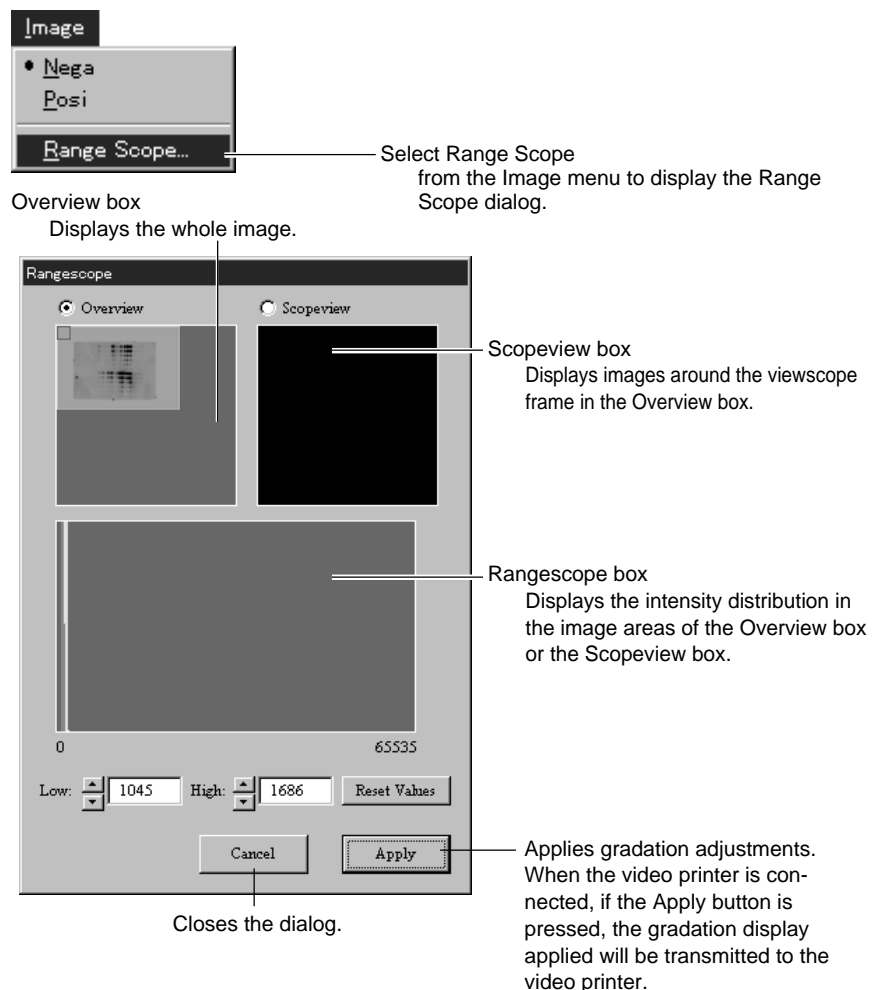 Image
• Nega
Posi
Range Scope...
Select Range Scope
from the Image menu to display the Range
Scope dialog.
Overview box
Displays the whole image.
Rangescope
Overview
Scopeview
Scopeview box
Displays images around the viewscope
frame in the Overview box.
Rangescope box
Displays the intensity distribution in
the image areas of the Overview box
or the Scopeview box.
0 65535
Low: 1045 High: 1686 Reset Values
Cancel Apply
Applies gradation adjustments.
When the video printer is con-
nected, if the Apply button is
pressed, the gradation display
applied will be transmitted to the
video printer.
Closes the dialog.